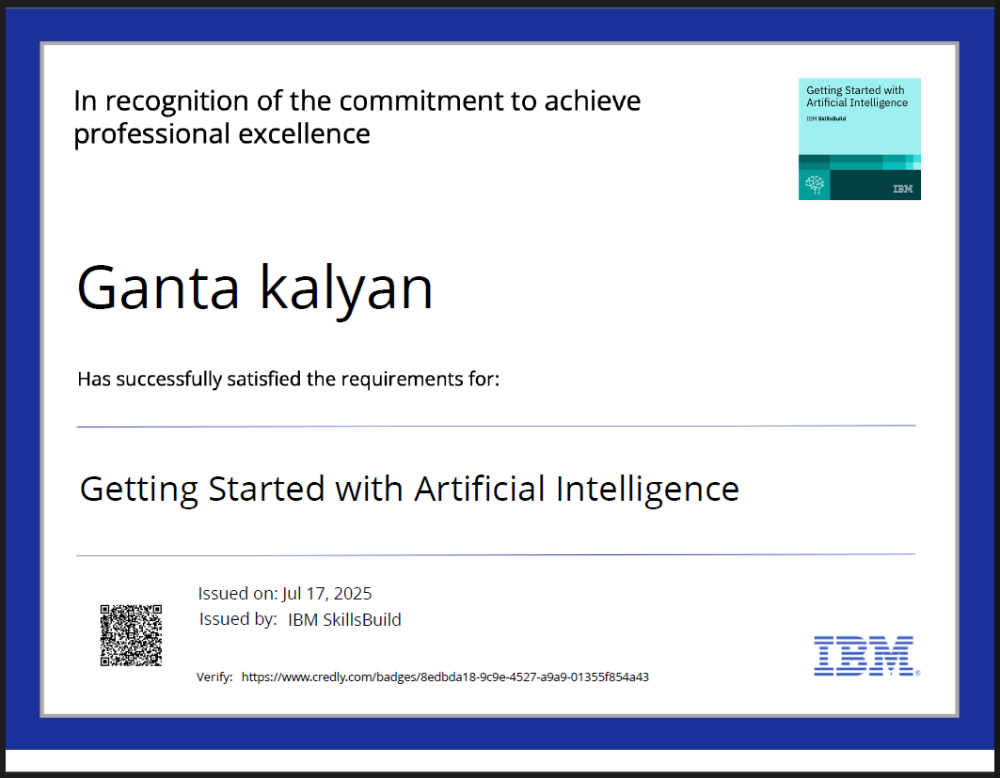 In recognition of the commitment to achieve
professional excellence
Getting Started with
Artificial Intelligence
IBM SkillsBuild
IBM
Ganta kalyan
Has successfully satisfied the requirements for:
Getting Started with Artificial Intelligence
Issued on: Jul 17, 2025
Issued by: IBM SkillsBuild
Verify: https://www.credly.com/badges/8edbda18-9c9e-4527-a9a9-01355f854a43
IBM®